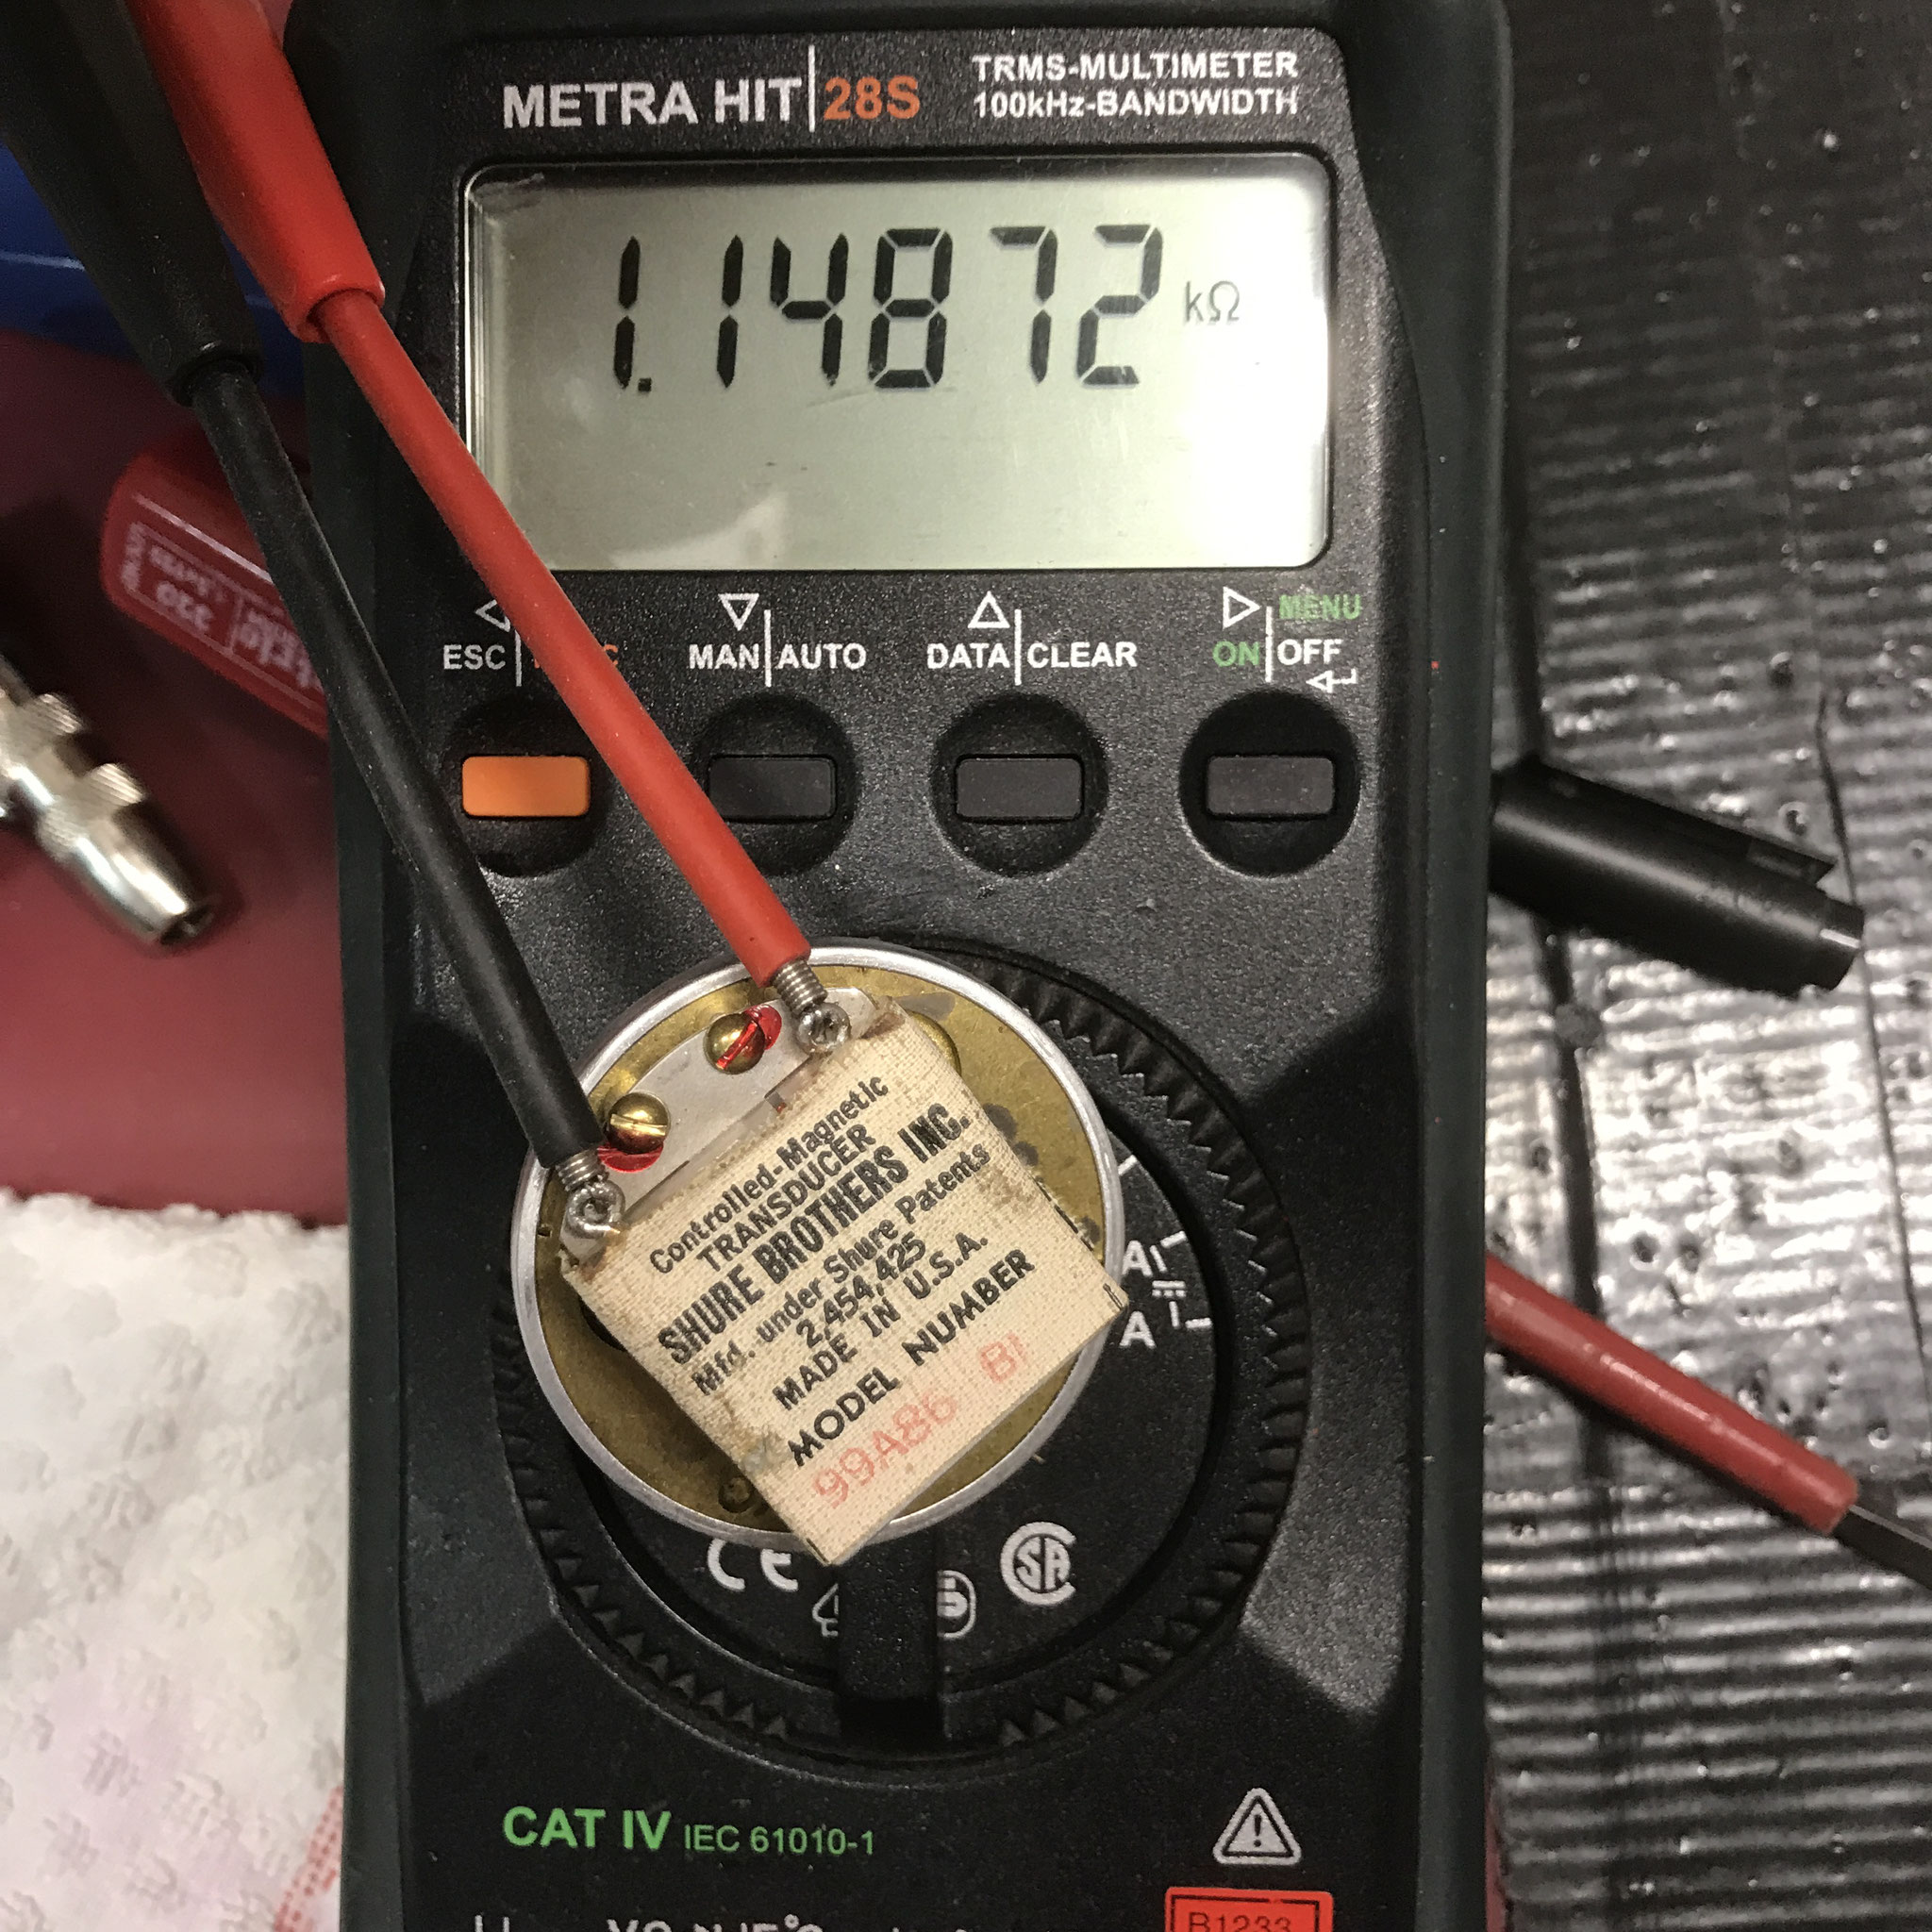 METRA HIT 28S
TRMS-MULTIMETER
100kHz-BANDWIDTH
1.14872 kΩ
ESC
MAN AUTO
DATA CLEAR
MENU
ON OFF
Controlled-Magnetic
TRANSDUCER
SHURE BROTHERS INC.
Mfd. under Shure Patents
2,454,425
MADE IN U.S.A.
MODEL NUMBER
99A86 B1
A
A
CE
CSA
CAT IV IEC 61010-1
B1233